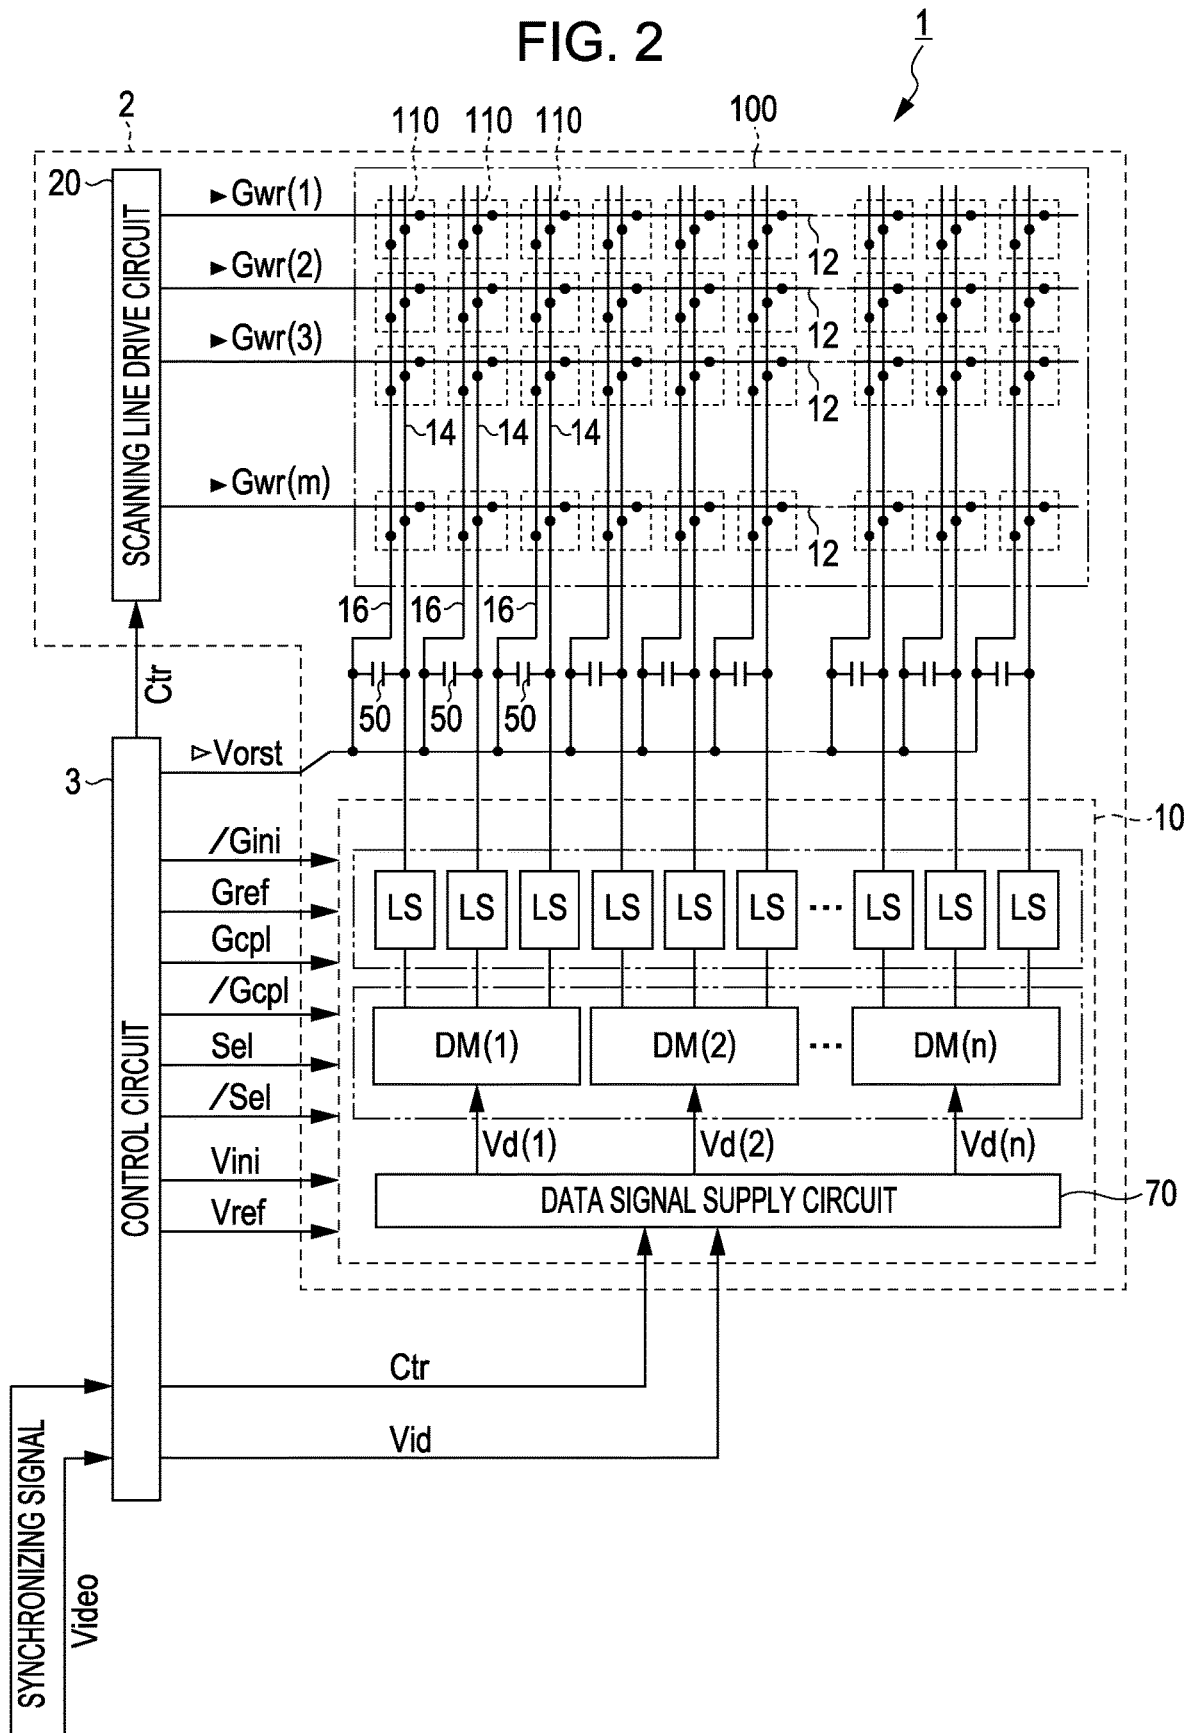 FIG. 2
1
2
110 110 110
100
20
SCANNING LINE DRIVE CIRCUIT
►Gwr(1)
12
►Gwr(2)
12
►Gwr(3)
12
14 14 14
►Gwr(m)
12
16 16 16
Ctr
50 50 50
▷Vorst
3
CONTROL CIRCUIT
10
/Gini
Gref
LS LS LS LS LS LS ••• LS LS LS
Gcpl
/Gcpl
Sel
DM(1) DM(2) ••• DM(n)
/Sel
Vd(1) Vd(2) Vd(n)
Vini
DATA SIGNAL SUPPLY CIRCUIT
70
Vref
Ctr
Vid
SYNCHRONIZING SIGNAL
Video